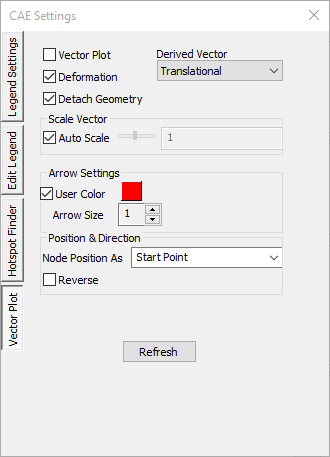 CAE Settings
Legend Settings
Edit Legend
Hotspot Finder
Vector Plot
Vector Plot
Derived Vector
Deformation
Translational
Detach Geometry
Scale Vector
Auto Scale
1
Arrow Settings
User Color
Arrow Size
1
Position & Direction
Node Position As
Start Point
Reverse
Refresh